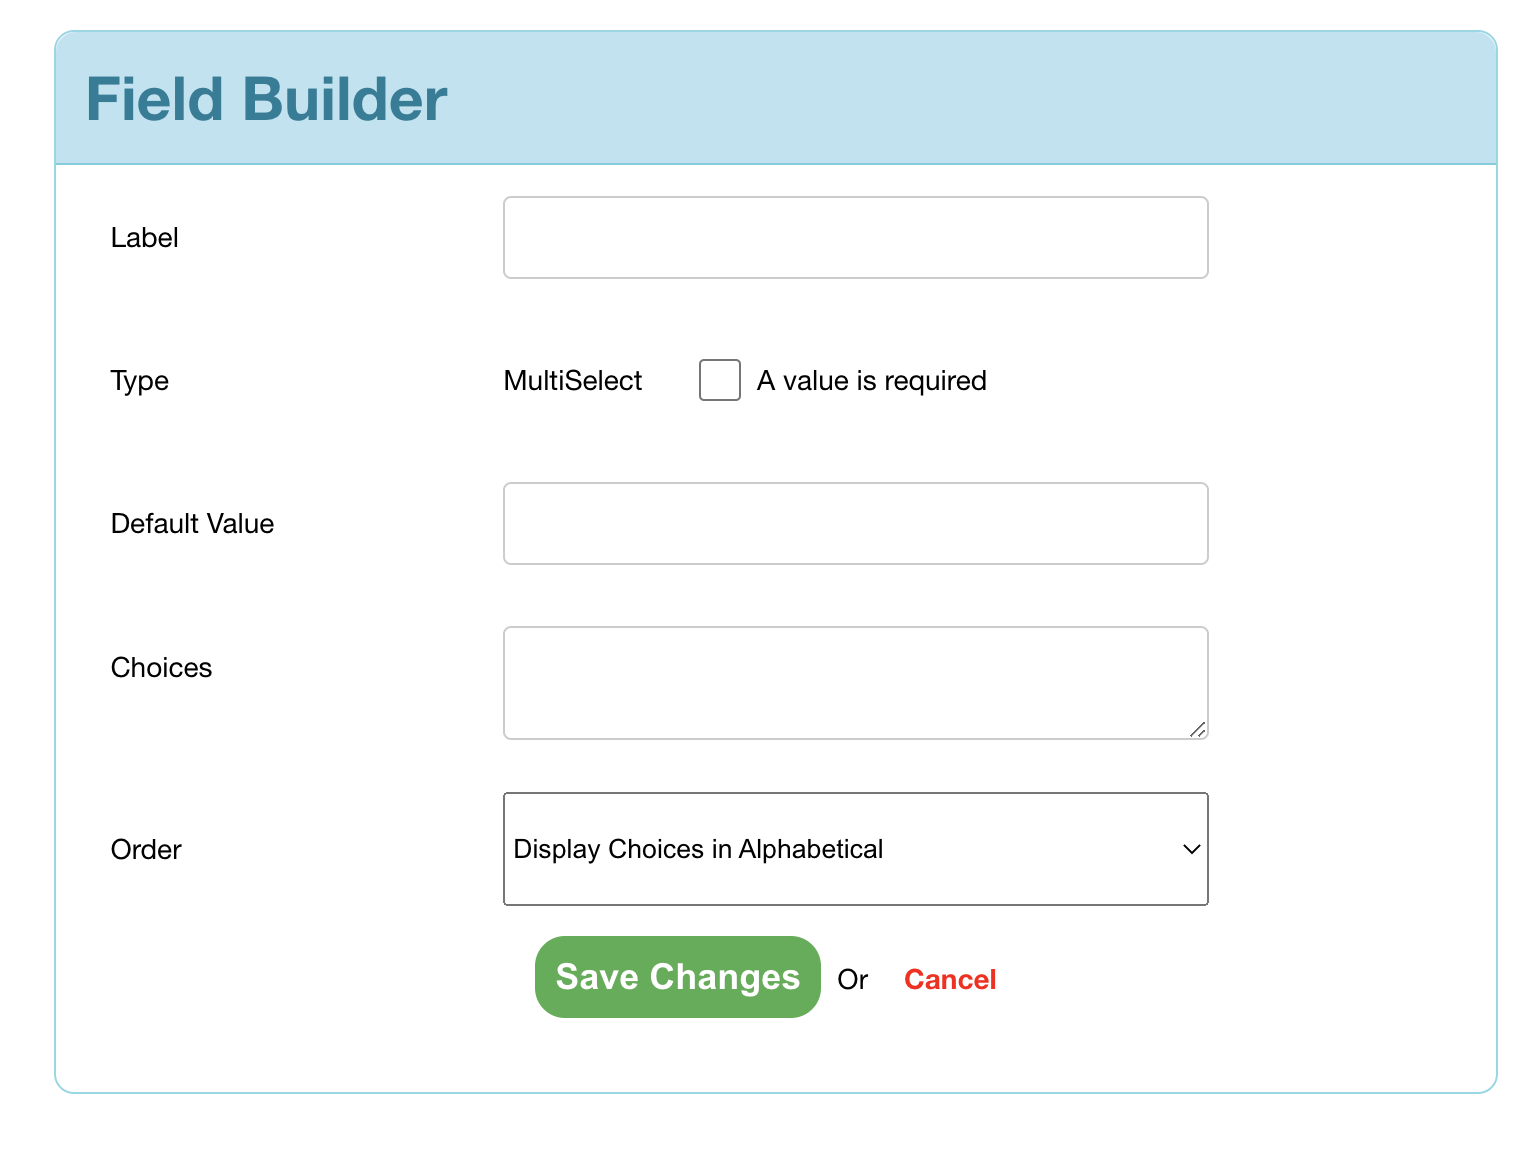 Field Builder
Label
Type MultiSelect A value is required
Default Value
Choices
Order Display Choices in Alphabetical
Save Changes Or Cancel